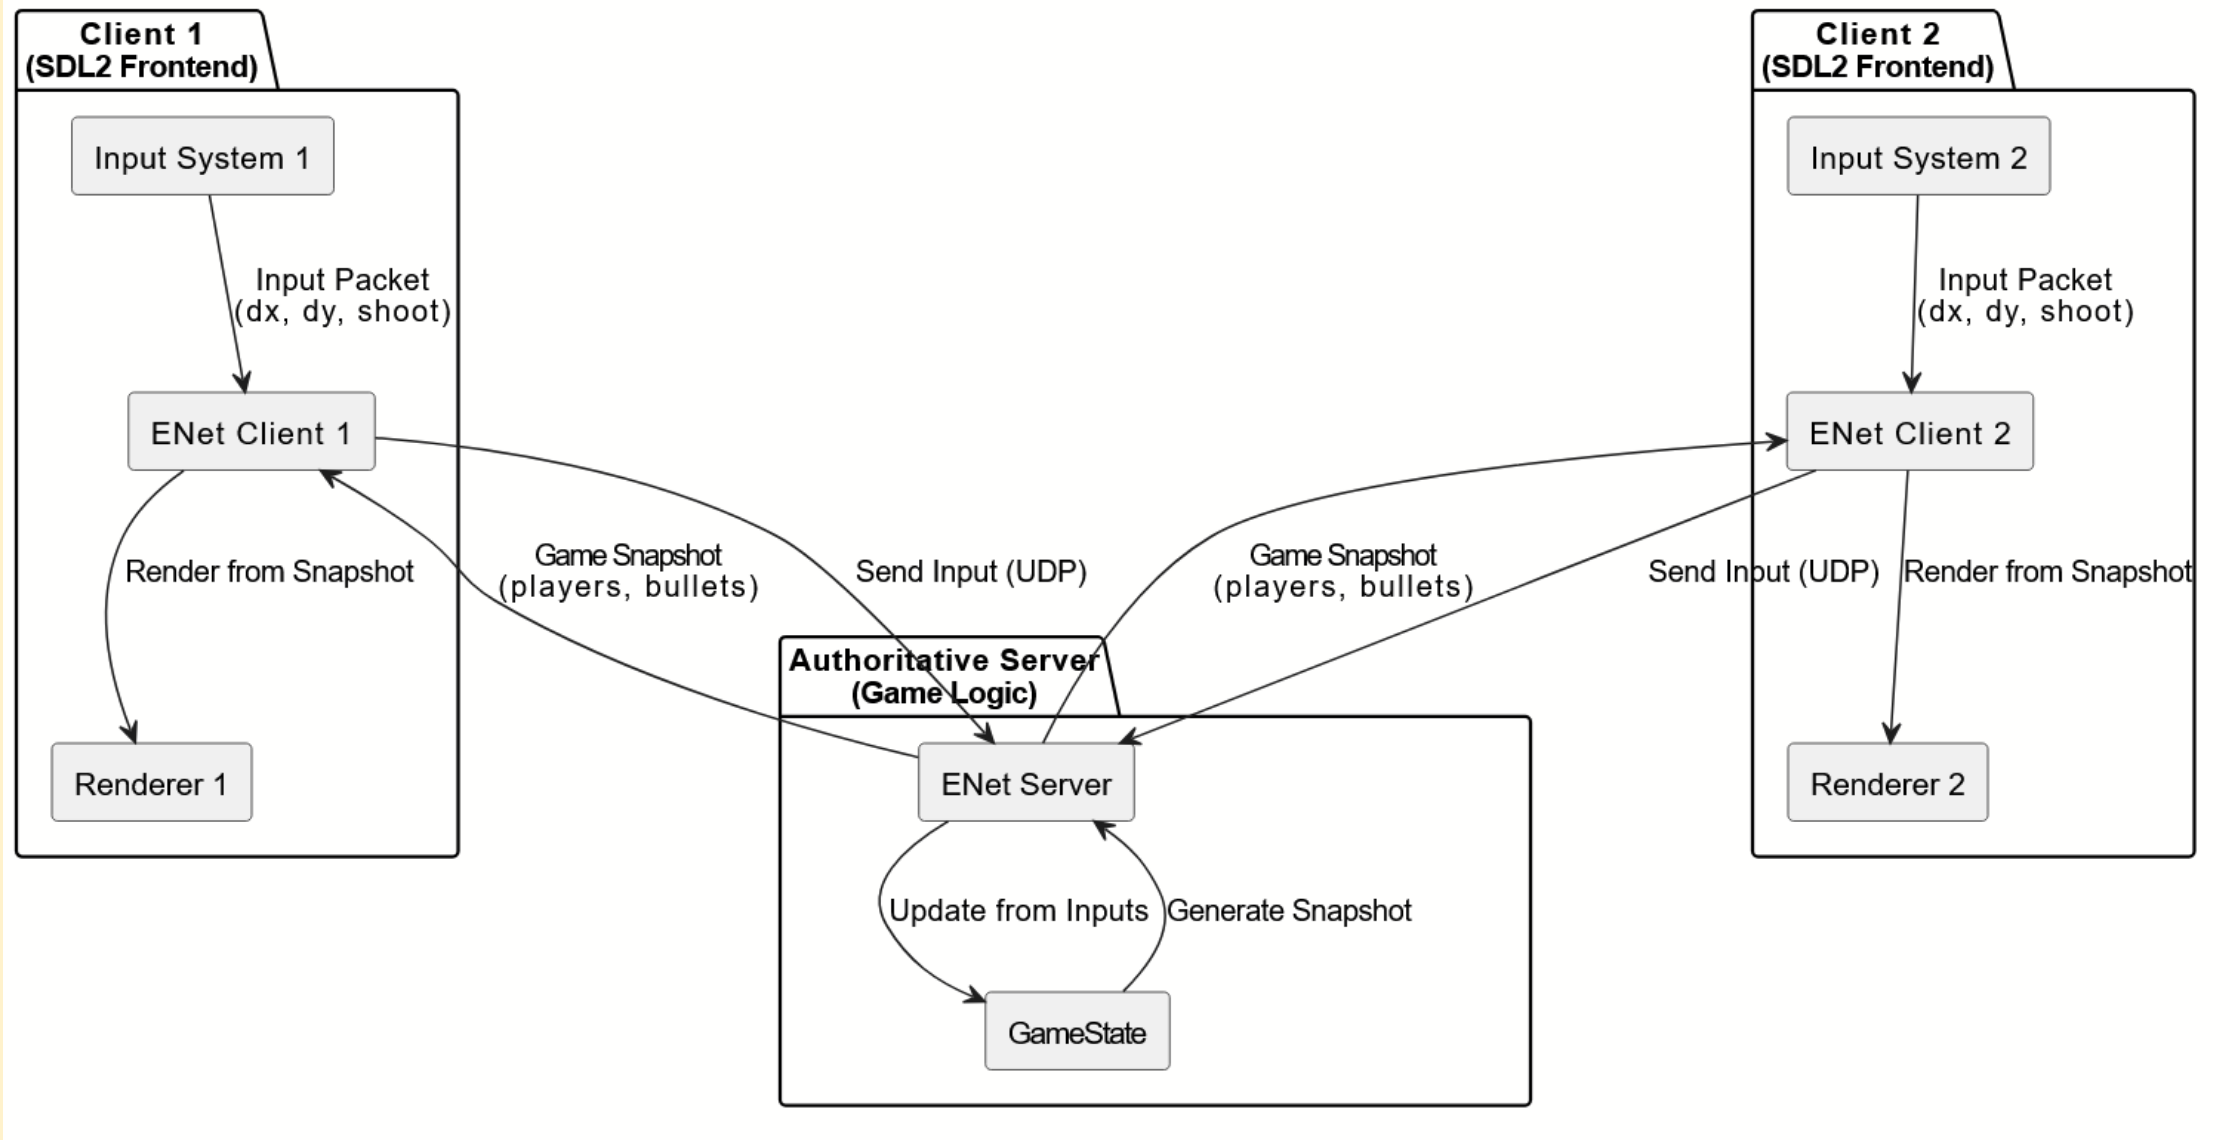 Client 1
(SDL2 Frontend)
Input System 1
Input Packet
(dx, dy, shoot)
ENet Client 1
Render from Snapshot
Renderer 1
Game Snapshot
(players, bullets)
Send Input (UDP)
Authoritative Server
(Game Logic)
ENet Server
Update from Inputs
Generate Snapshot
GameState
Game Snapshot
(players, bullets)
Send Input (UDP)
Client 2
(SDL2 Frontend)
Input System 2
Input Packet
(dx, dy, shoot)
ENet Client 2
Render from Snapshot
Renderer 2